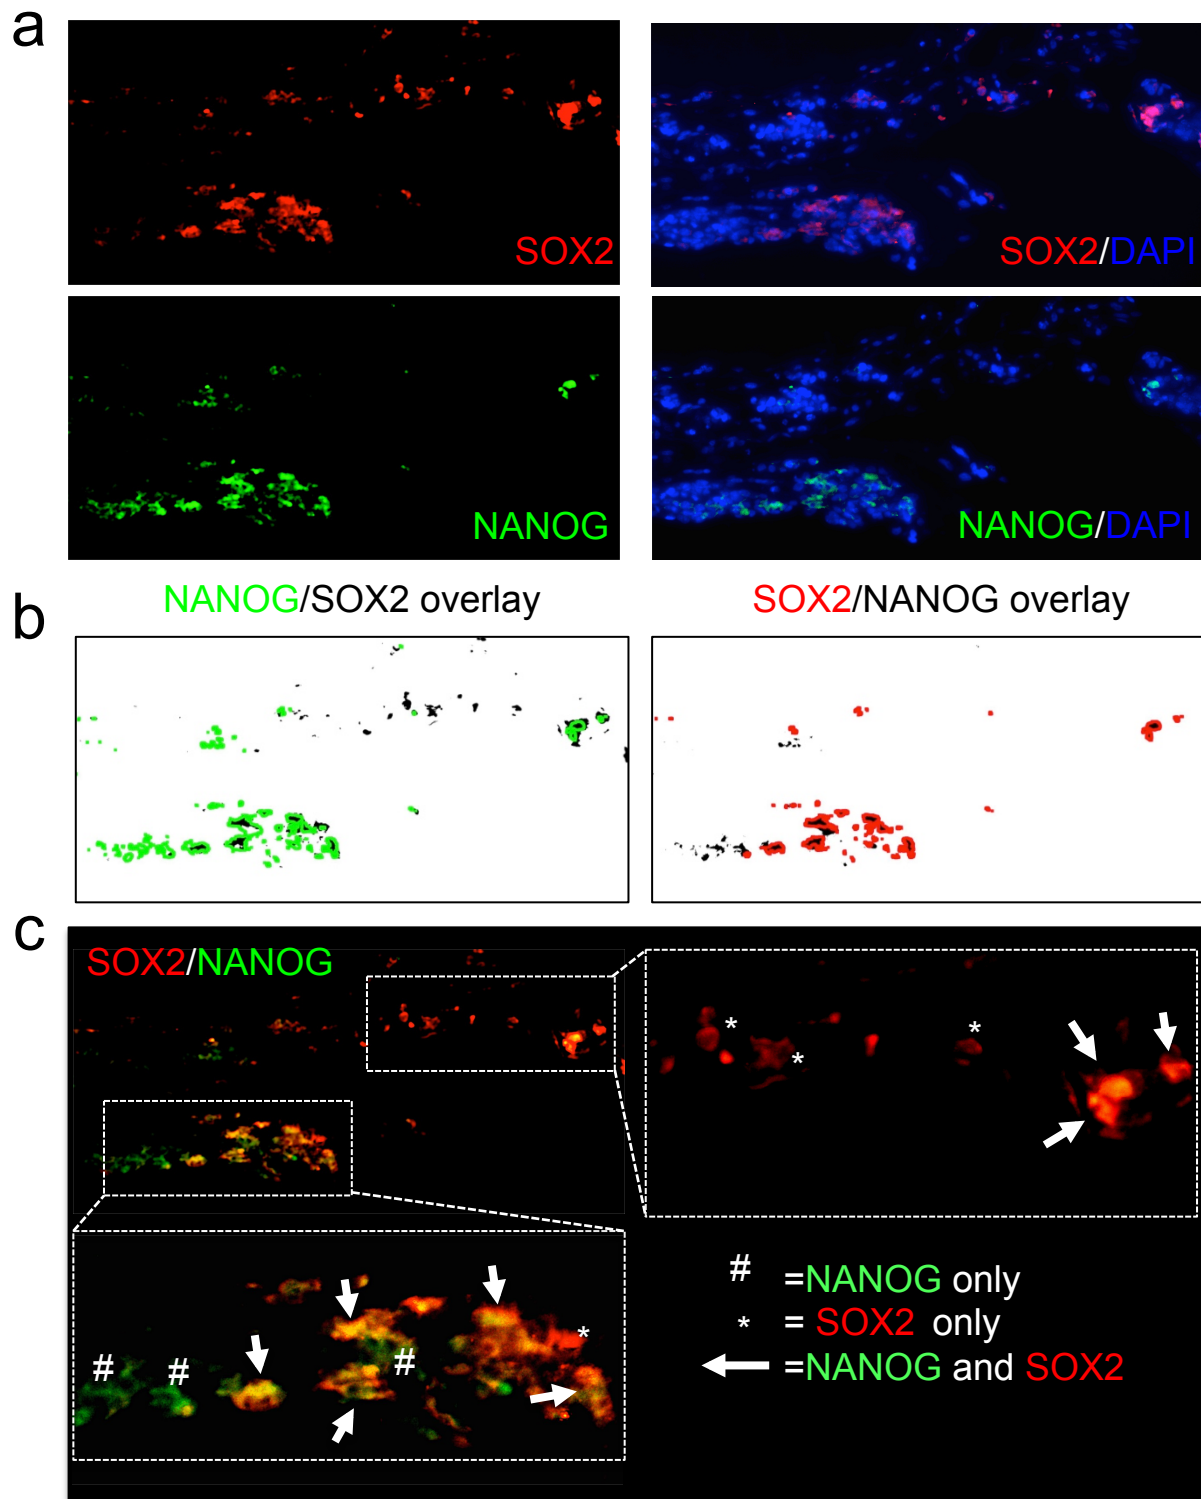 a
SOX2
SOX2/DAPI
NANOG
NANOG/DAPI
b
NANOG/SOX2 overlay
SOX2/NANOG overlay
c
SOX2/NANOG
*
*
*
# =NANOG only
* = SOX2 only
=NANOG and SOX2
#
#
#
*